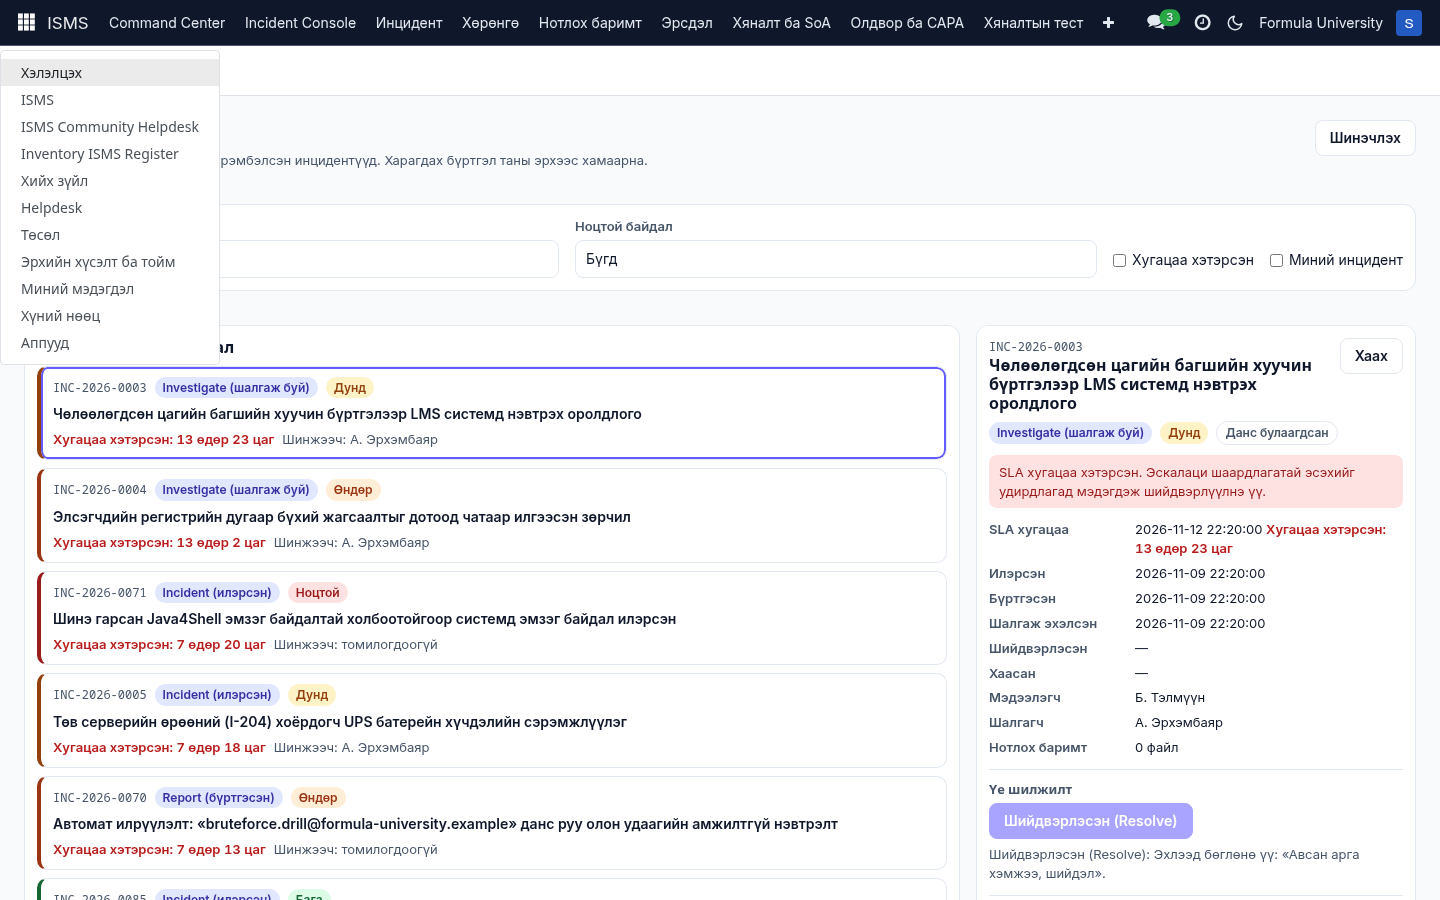 ISMS Command Center Incident Console Инцидент Хөрөнгө Нотлох баримт Эрсдэл Хяналт ба SoA Олдвор ба CAPA Хяналтын тест 3 Formula University S
Хэлэлцэх
ISMS
ISMS Community Helpdesk
Inventory ISMS Register
Хийх зүйл
Helpdesk
Төсөл
Эрхийн хүсэлт ба тойм
Миний мэдэгдэл
Хүний нөөц
Аппууд
Шинэчлэх
рэмбэлсэн инцидентүүд. Харагдах бүртгэл таны эрхээс хамаарна.
Ноцтой байдал
Бүгд
Хугацаа хэтэрсэн Миний инцидент
ал
INC-2026-0003 Investigate (шалгаж буй) Дунд
Чөлөөлөгдсөн цагийн багшийн хуучин бүртгэлээр LMS системд нэвтрэх оролдлого
Хугацаа хэтэрсэн: 13 өдөр 23 цаг Шинжээч: А. Эрхэмбаяр
INC-2026-0004 Investigate (шалгаж буй) Өндөр
Элсэгчдийн регистрийн дугаар бүхий жагсаалтыг дотоод чатаар илгээсэн зөрчил
Хугацаа хэтэрсэн: 13 өдөр 2 цаг Шинжээч: А. Эрхэмбаяр
INC-2026-0071 Incident (илэрсэн) Ноцтой
Шинэ гарсан Java4Shell эмзэг байдалтай холбоотойгоор системд эмзэг байдал илэрсэн
Хугацаа хэтэрсэн: 7 өдөр 20 цаг Шинжээч: томилогдоогүй
INC-2026-0005 Incident (илэрсэн) Дунд
Төв серверийн өрөөний (I-204) хоёрдогч UPS батерейн хүчдэлийн сэрэмжлүүлэг
Хугацаа хэтэрсэн: 7 өдөр 18 цаг Шинжээч: А. Эрхэмбаяр
INC-2026-0070 Report (бүртгэсэн) Өндөр
Автомат илрүүлэлт: «bruteforce.drill@formula-university.example» данс руу олон удаагийн амжилтгүй нэвтрэлт
Хугацаа хэтэрсэн: 7 өдөр 13 цаг Шинжээч: томилогдоогүй
INC-2026-0085 Incident (илэрсэн) Бага
INC-2026-0003
Хаах
Чөлөөлөгдсөн цагийн багшийн хуучин
бүртгэлээр LMS системд нэвтрэх
оролдлого
Investigate (шалгаж буй) Дунд Данс булаагдсан
SLA хугацаа хэтэрсэн. Эскалаци шаардлагатай эсэхийг
удирдлагад мэдэгдэж шийдвэрлүүлнэ үү.
SLA хугацаа 2026-11-12 22:20:00 Хугацаа хэтэрсэн:
13 өдөр 23 цаг
Илэрсэн 2026-11-09 22:20:00
Бүртгэсэн 2026-11-09 22:20:00
Шалгаж эхэлсэн 2026-11-09 22:20:00
Шийдвэрлэсэн —
Хаасан —
Мэдээлэгч Б. Тэлмүүн
Шалгагч А. Эрхэмбаяр
Нотлох баримт 0 файл
Үе шилжилт
Шийдвэрлэсэн (Resolve)
Шийдвэрлэсэн (Resolve): Эхлээд бөглөнө үү: «Авсан арга
хэмжээ, шийдэл».